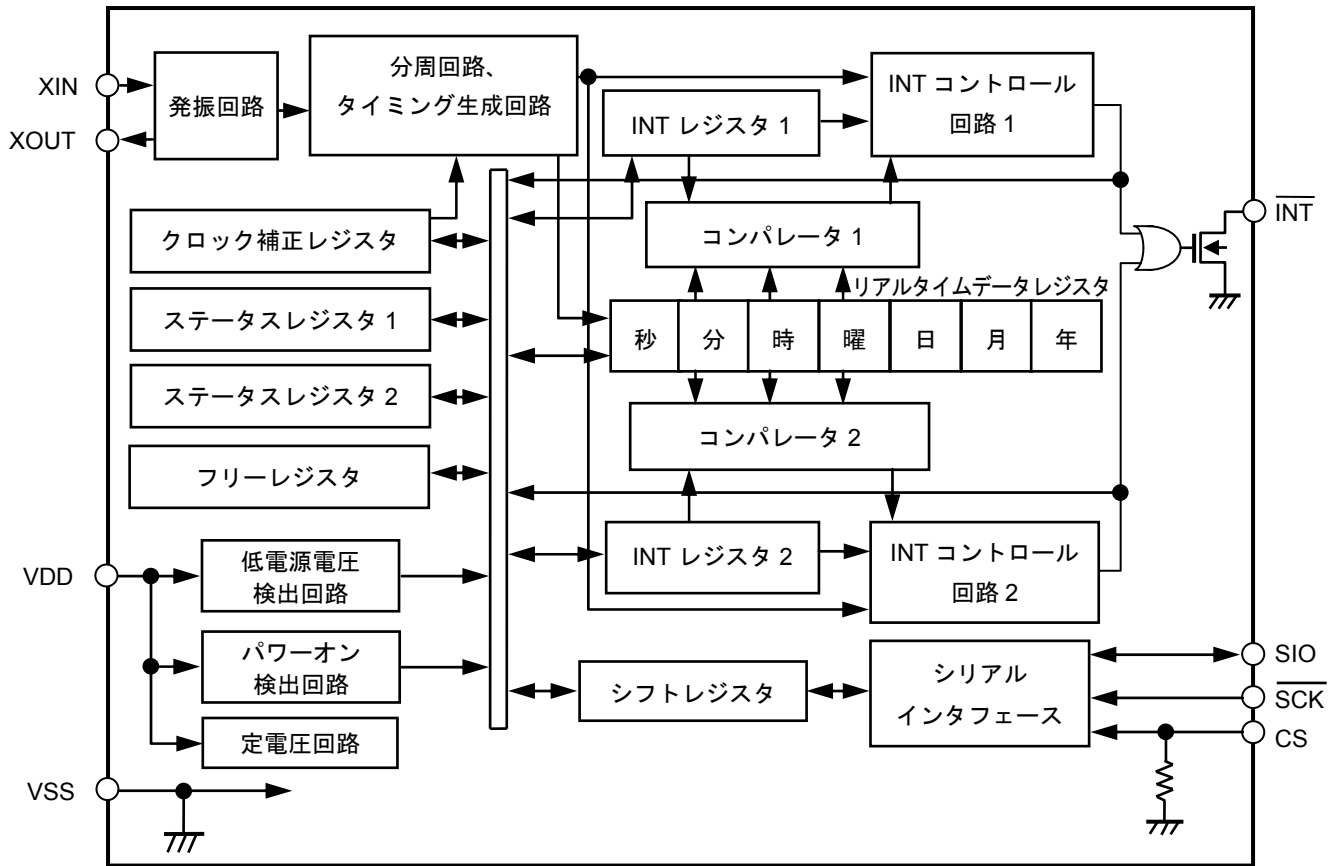 XIN
XOUT
発振回路
分周回路、
タイミング生成回路
INT レジスタ 1
INT コントロール
回路 1
クロック補正レジスタ
コンパレータ 1
INT
リアルタイムデータレジスタ
ステータスレジスタ 1
秒 分 時 曜 日 月 年
ステータスレジスタ 2
コンパレータ 2
フリーレジスタ
VDD
低電源電圧
検出回路
INT レジスタ 2
INT コントロール
回路 2
パワーオン
検出回路
シフトレジスタ
シリアル
インタフェース
SIO
SCK
CS
定電圧回路
VSS